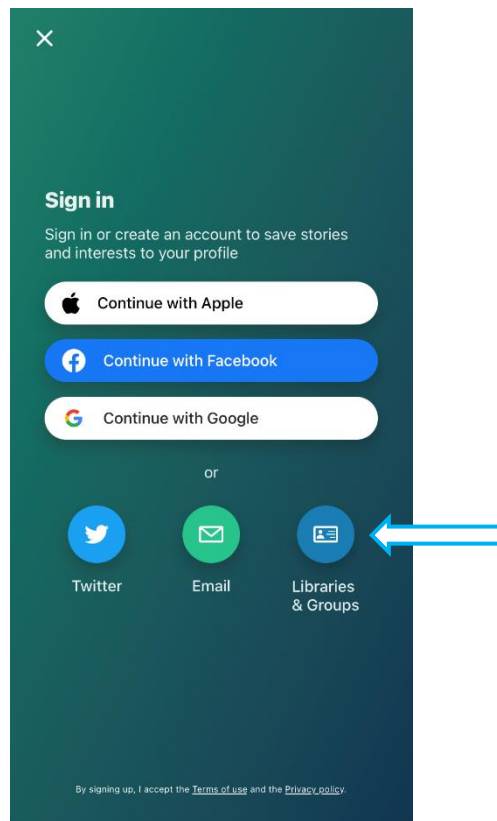 Sign in
Sign in or create an account to save stories
and interests to your profile
Continue with Apple
Continue with Facebook
Continue with Google
or
Twitter
Email
Libraries
& Groups
By signing up, I accept the Terms of use and the Privacy policy.